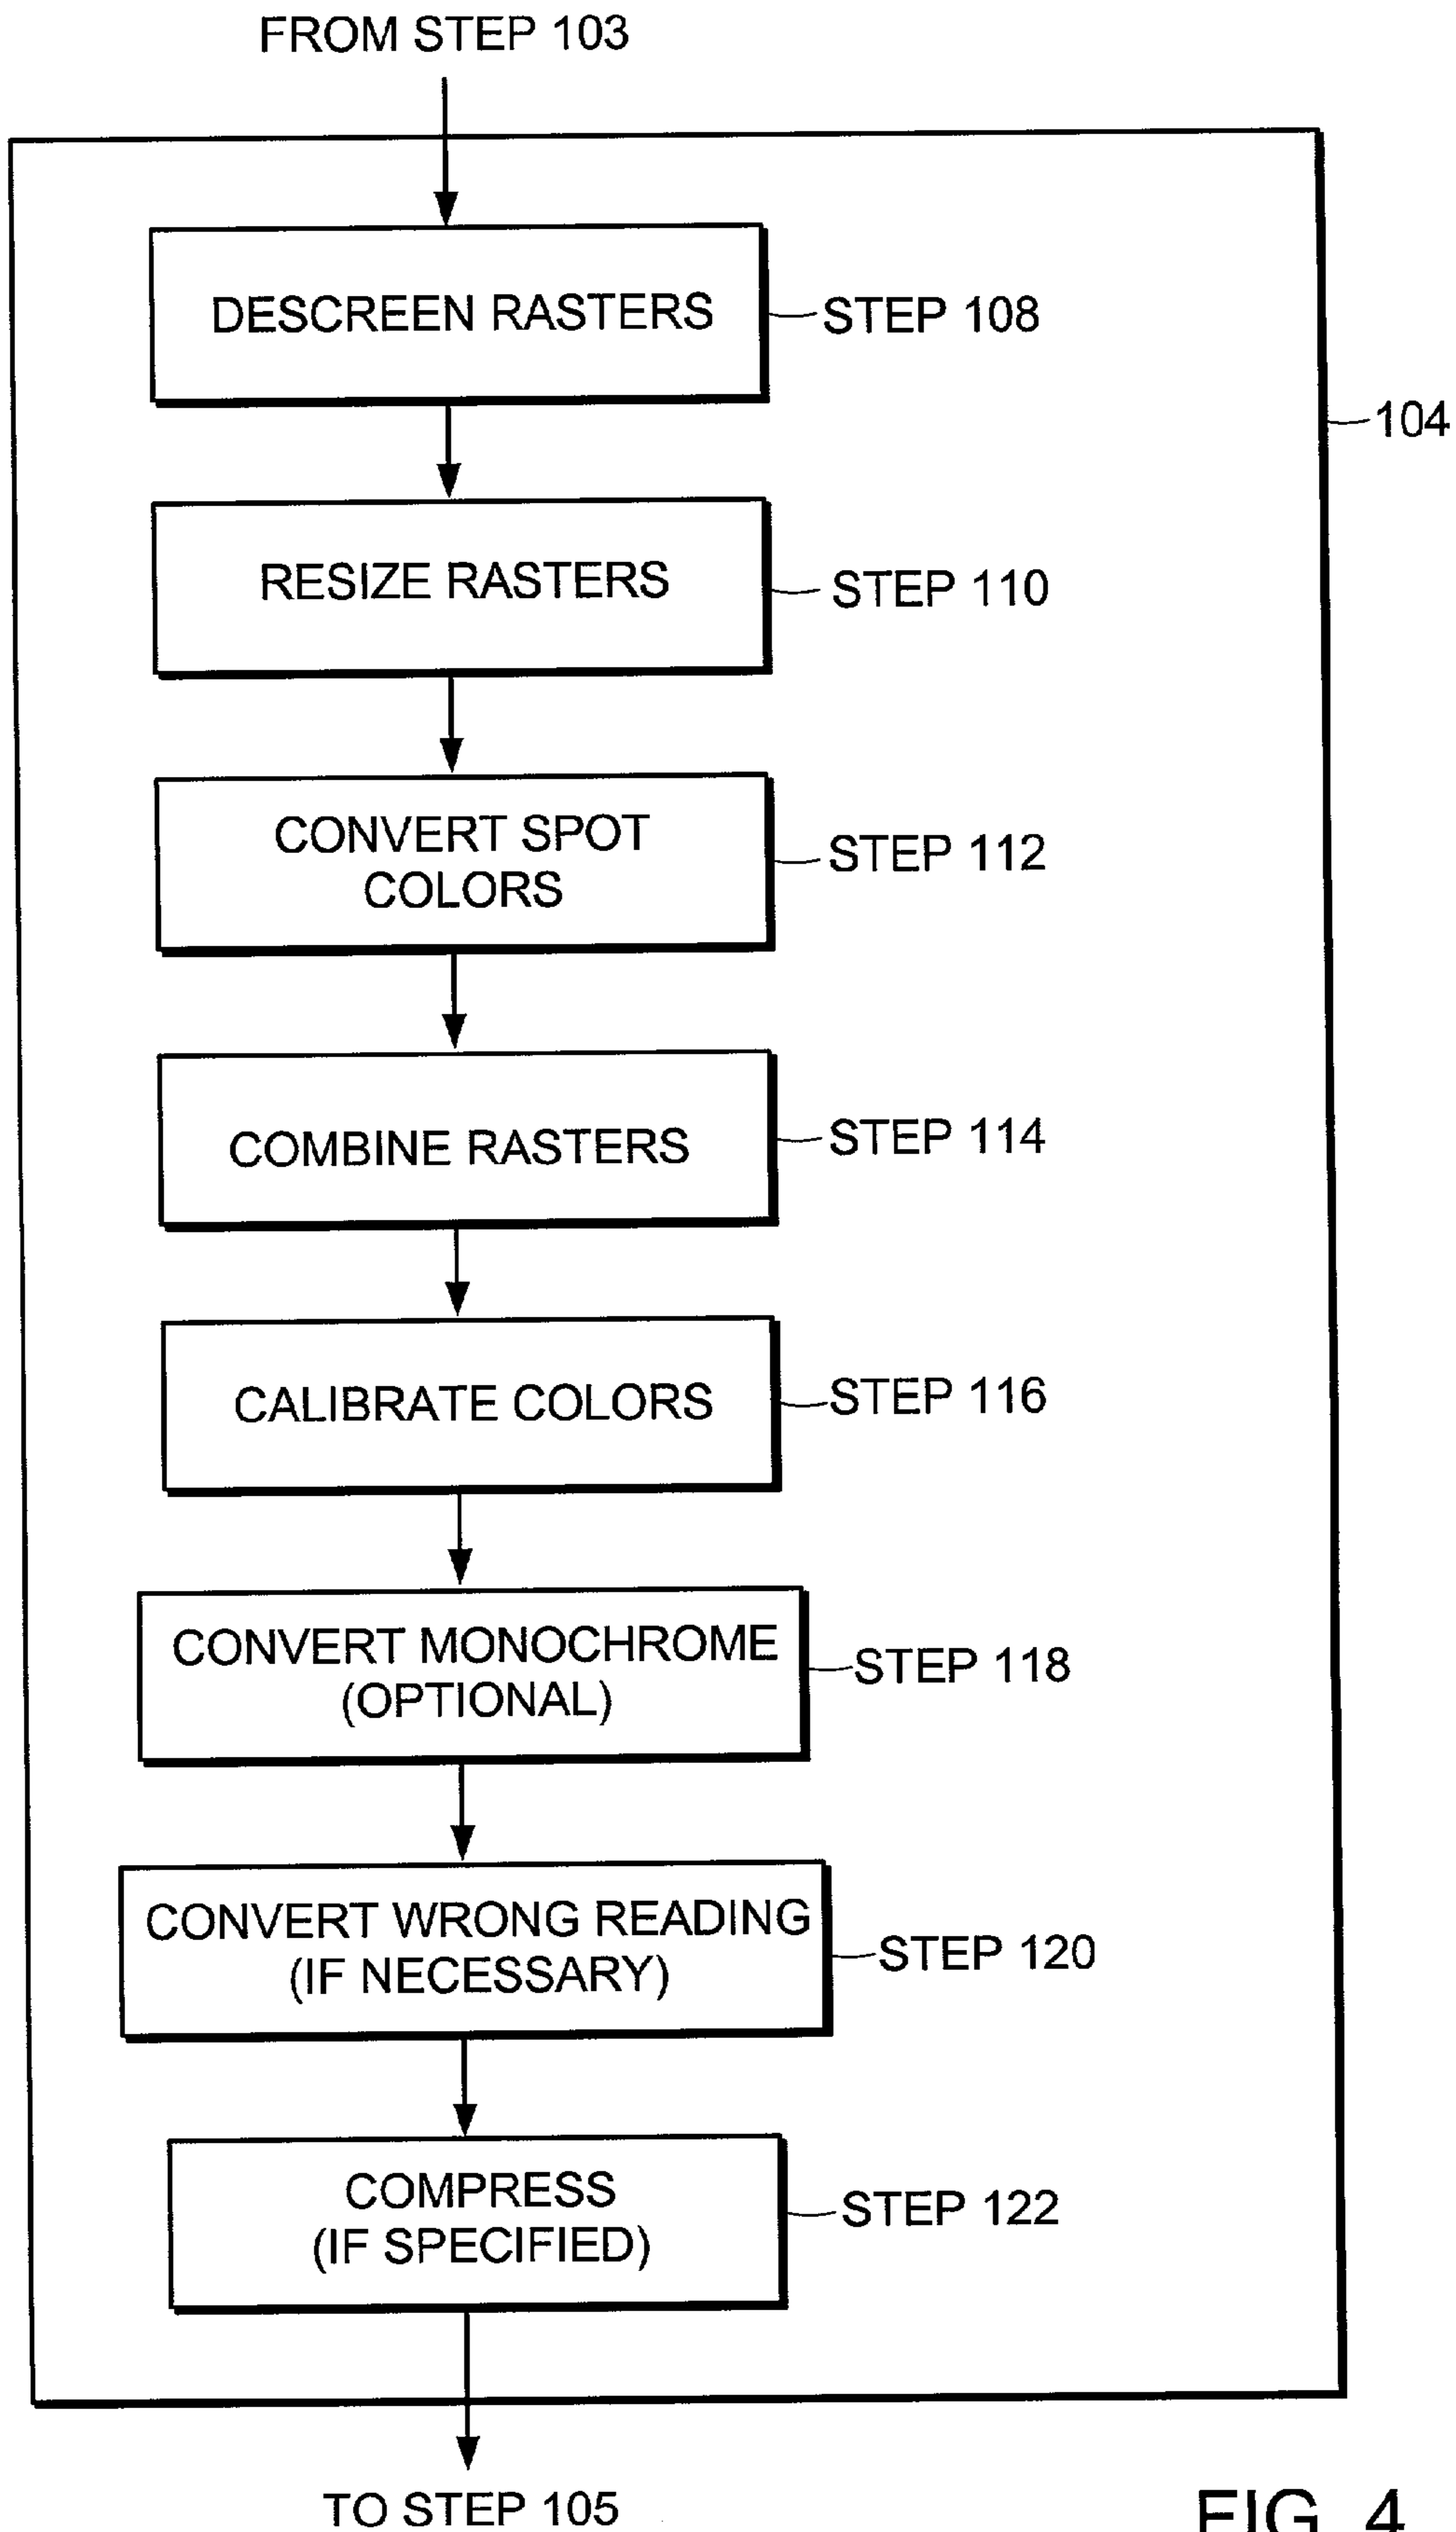 FROM STEP 103
DESCREEN RASTERS
STEP 108
104
RESIZE RASTERS
STEP 110
CONVERT SPOT
COLORS
STEP 112
COMBINE RASTERS
STEP 114
CALIBRATE COLORS
STEP 116
CONVERT MONOCHROME
(OPTIONAL)
STEP 118
CONVERT WRONG READING
(IF NECESSARY)
STEP 120
COMPRESS
(IF SPECIFIED)
STEP 122
TO STEP 105
FIG. 4